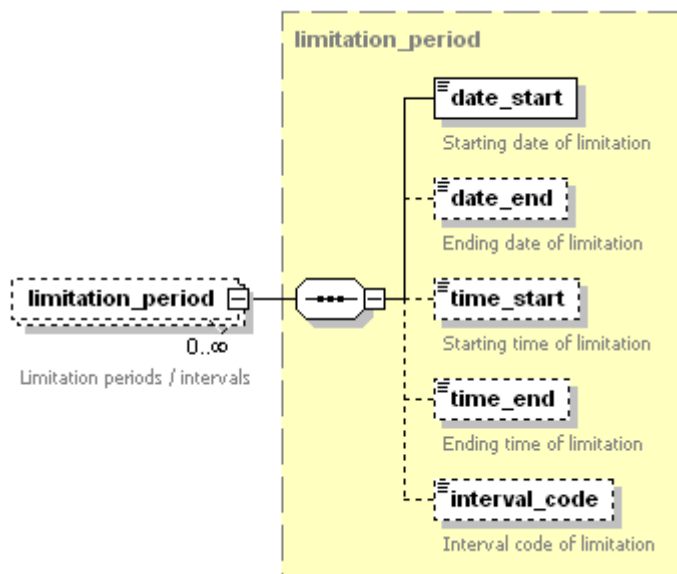 limitation_period
date_start
Starting date of limitation
date_end
Ending date of limitation
limitation_period
0..∞
Limitation periods / intervals
time_start
Starting time of limitation
time_end
Ending time of limitation
interval_code
Interval code of limitation